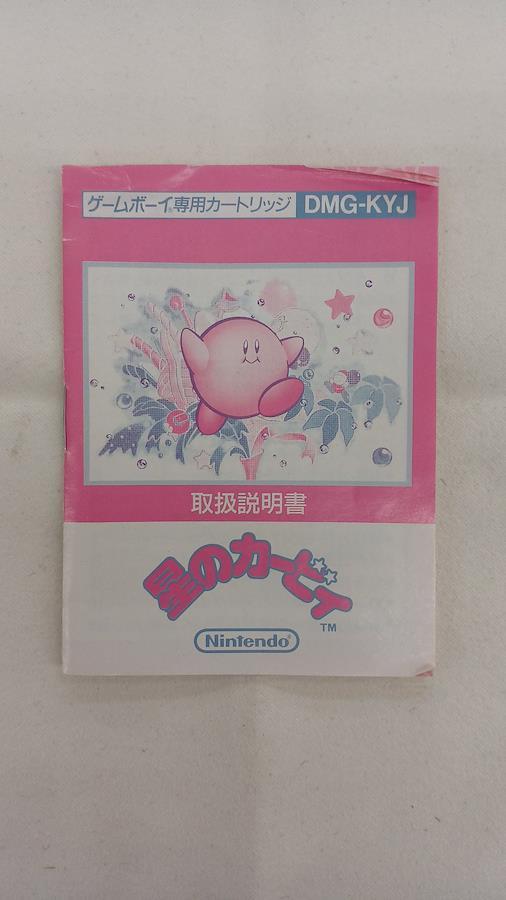 ゲームボーイ®専用カートリッジ DMG-KYJ
取扱説明書
星のカービィ
TM
Nintendo®